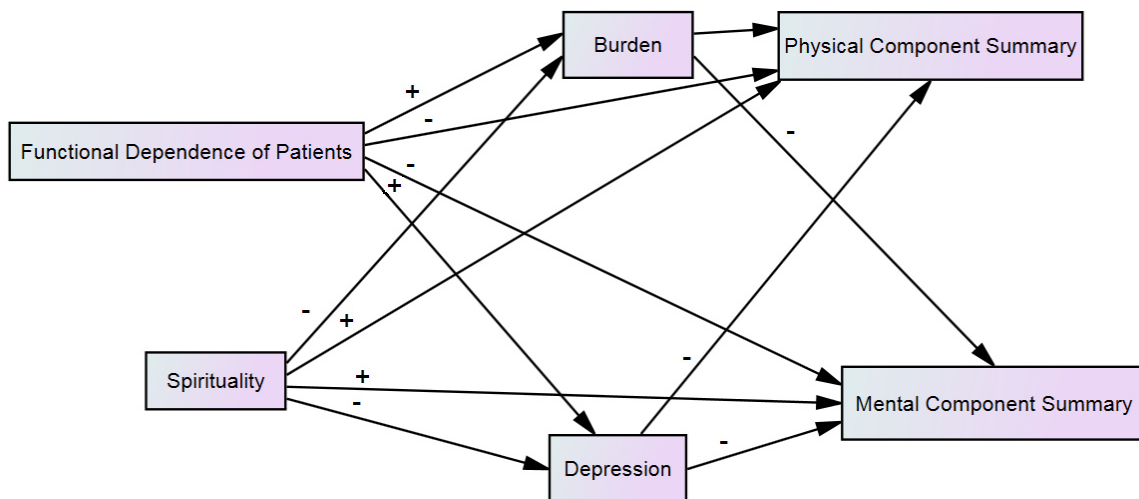 Burden
Physical Component Summary
+
-
Functional Dependence of Patients
-
-
+
-
+
Spirituality
+
-
-
Mental Component Summary
-
Depression